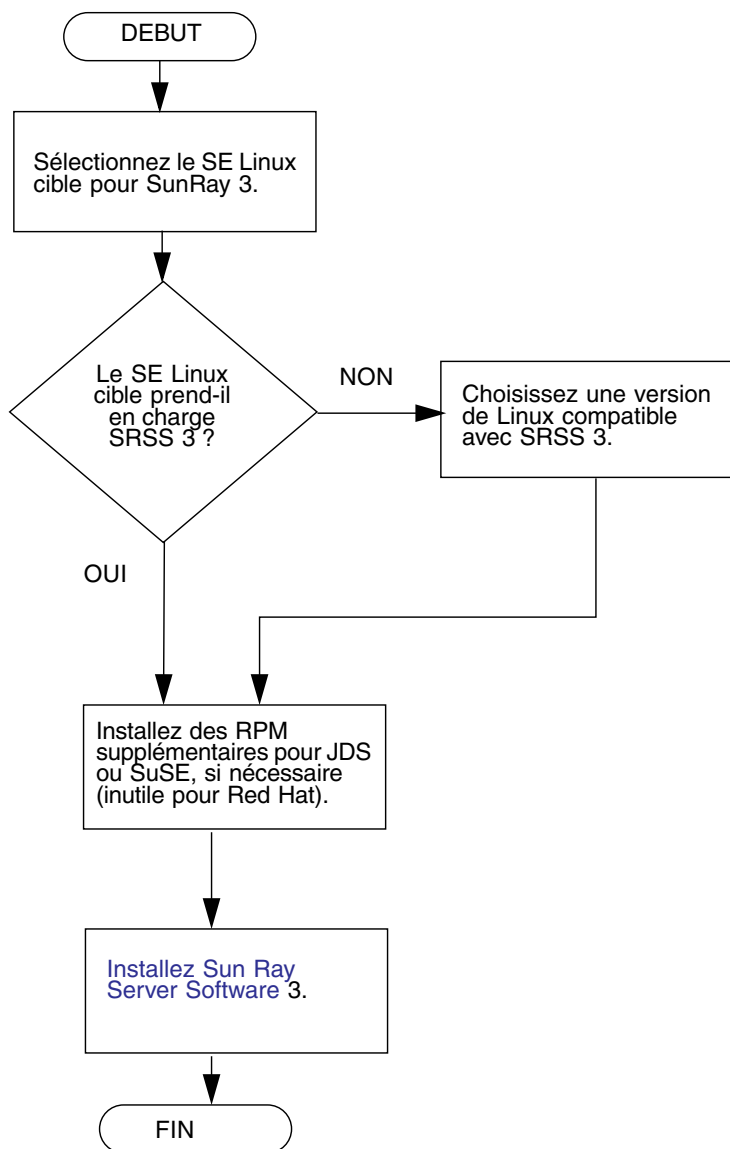 DEBUT
Sélectionnez le SE Linux
cible pour SunRay 3.
Le SE Linux
cible prend-il
en charge
SRSS 3 ?
NON
Choisissez une version
de Linux compatible
avec SRSS 3.
OUI
Installez des RPM
supplémentaires pour JDS
ou SuSE, si nécessaire
(inutile pour Red Hat).
Installez Sun Ray
Server Software 3.
FIN